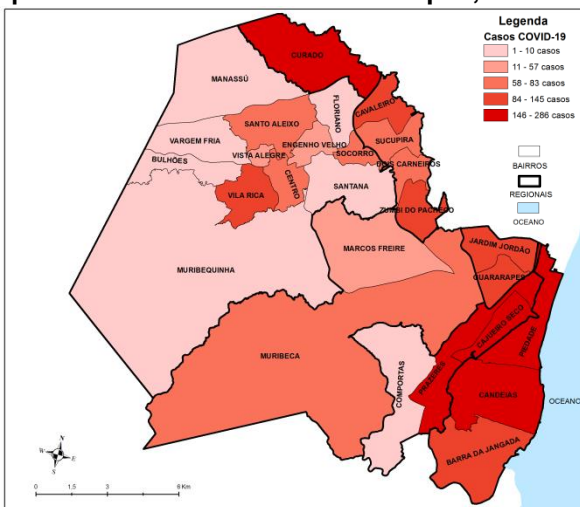 Legenda
Casos COVID-19
1 - 10 casos
11 - 57 casos
58 - 83 casos
84 - 145 casos
146 - 286 casos
BAIRROS
REGIONAIS
OCEANO
CURADO
MANASSÚ
FLORIANO
CAVALEIRO
SANTO ALEIXO
VARGEM FRIA
ENGENHO VELHO
SUCUPIRA
BULHÕES
VISTA ALEGRE
SOCORRO
DOIS CARNEIROS
CENTRO
SANTANA
VILA RICA
ZUMBI DO PACHECO
MURIBEQUINHA
MARCOS FREIRE
JARDIM JORDÃO
GUARARAPES
CAJUEIRO SECO
PIEDADE
MURIBECA
COMPORTAS
PRAZERES
CANDEIAS
OCEANO
BARRA DA JANGADA
N
W
E
S
0 1,5 3 6 Km